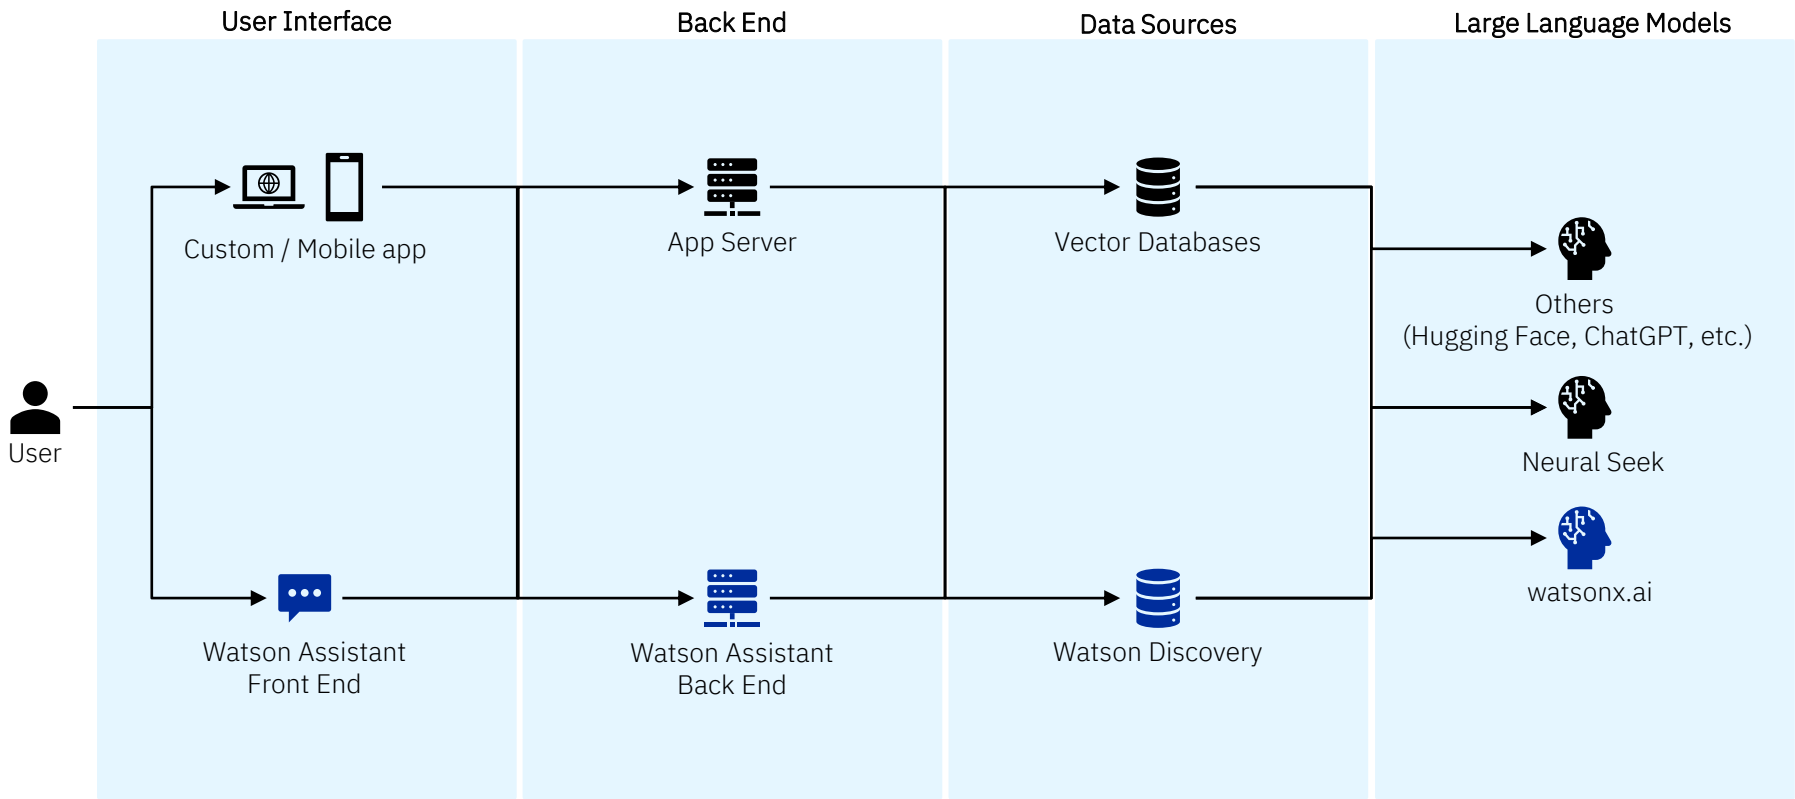 User Interface
Back End
Data Sources
Large Language Models
Custom / Mobile app
App Server
Vector Databases
Others
(Hugging Face, ChatGPT, etc.)
User
Neural Seek
watsonx.ai
Watson Assistant
Front End
Watson Assistant
Back End
Watson Discovery